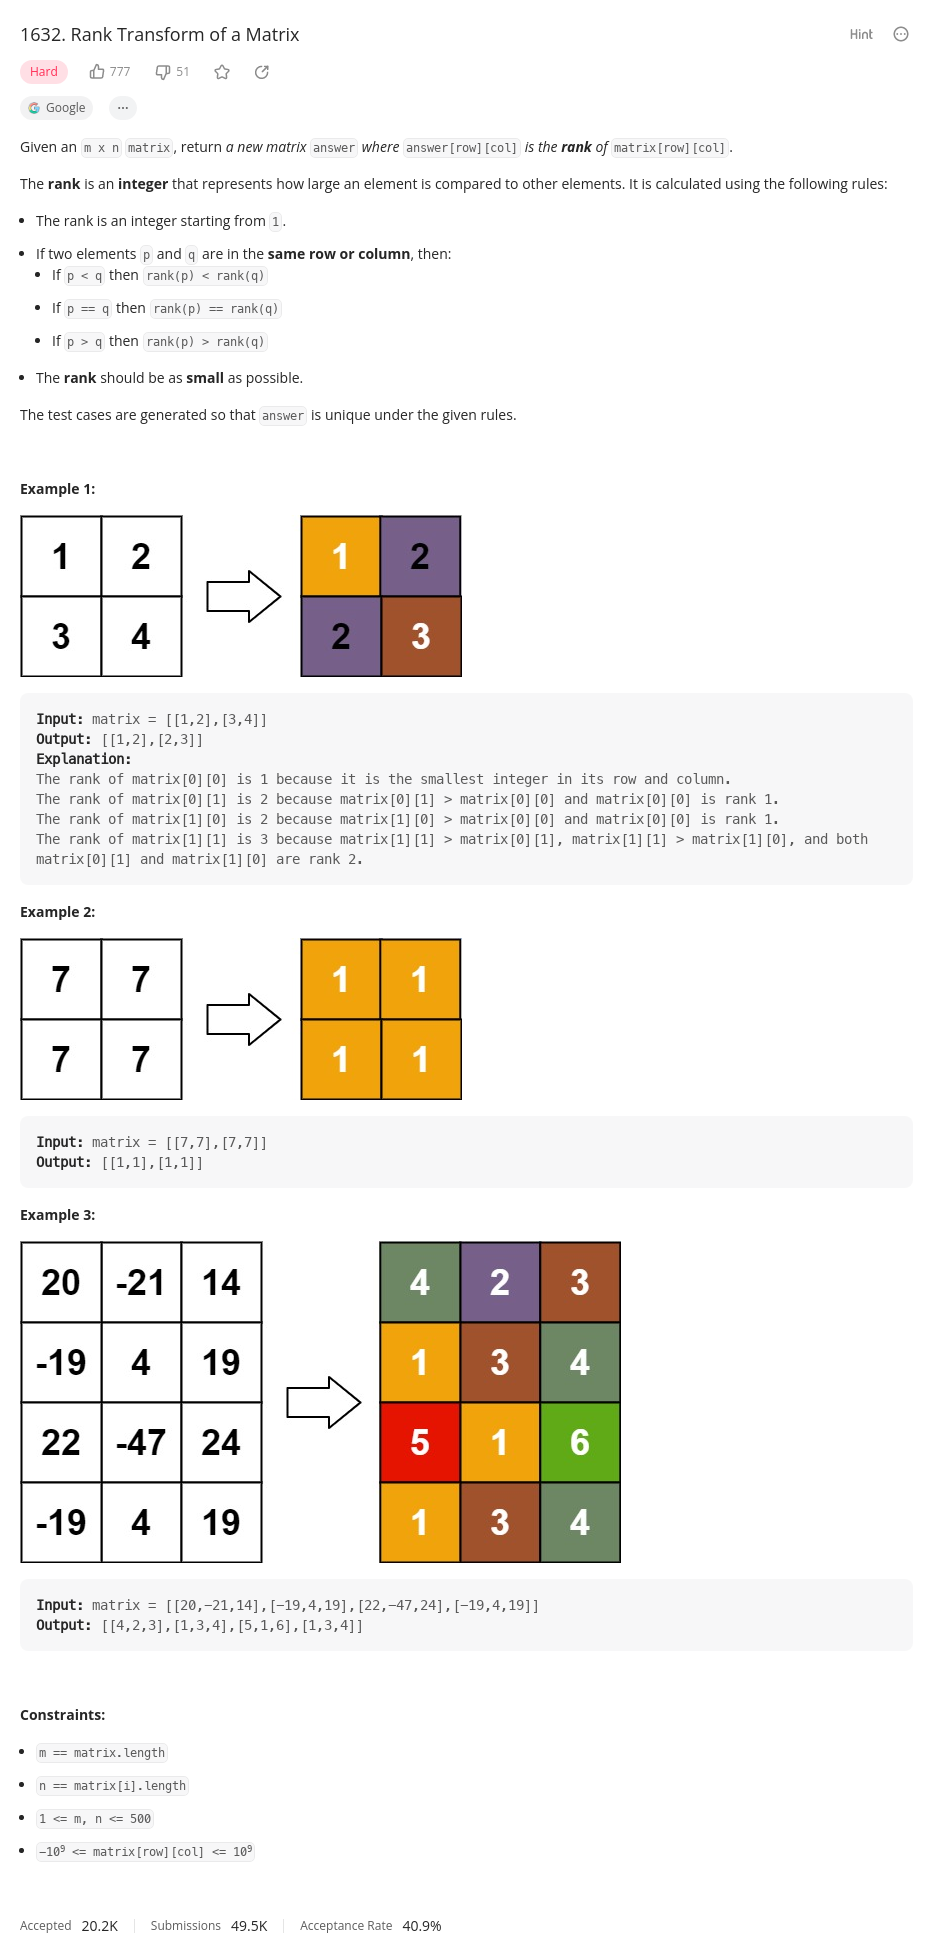 1632. Rank Transform of a Matrix
Hint
Hard 777 51
Google ...
Given an m x n matrix, return a new matrix answer where answer[row][col] is the rank of matrix[row][col].
The rank is an integer that represents how large an element is compared to other elements. It is calculated using the following rules:
• The rank is an integer starting from 1.
• If two elements p and q are in the same row or column, then:
• If p < q then rank(p) < rank(q)
• If p == q then rank(p) == rank(q)
• If p > q then rank(p) > rank(q)
• The rank should be as small as possible.
The test cases are generated so that answer is unique under the given rules.
Example 1:
1 2 1 2
3 4 2 3
Input: matrix = [[1,2],[3,4]]
Output: [[1,2],[2,3]]
Explanation:
The rank of matrix[0][0] is 1 because it is the smallest integer in its row and column.
The rank of matrix[0][1] is 2 because matrix[0][1] > matrix[0][0] and matrix[0][0] is rank 1.
The rank of matrix[1][0] is 2 because matrix[1][0] > matrix[0][0] and matrix[0][0] is rank 1.
The rank of matrix[1][1] is 3 because matrix[1][1] > matrix[0][1], matrix[1][1] > matrix[1][0], and both
matrix[0][1] and matrix[1][0] are rank 2.
Example 2:
7 7 1 1
7 7 1 1
Input: matrix = [[7,7],[7,7]]
Output: [[1,1],[1,1]]
Example 3:
20 -21 14 4 2 3
-19 4 19 1 3 4
22 -47 24 5 1 6
-19 4 19 1 3 4
Input: matrix = [[20,−21,14],[−19,4,19],[22,−47,24],[−19,4,19]]
Output: [[4,2,3],[1,3,4],[5,1,6],[1,3,4]]
Constraints:
• m == matrix.length
• n == matrix[i].length
• 1 <= m, n <= 500
• −10⁹ <= matrix[row][col] <= 10⁹
Accepted 20.2K Submissions 49.5K Acceptance Rate 40.9%